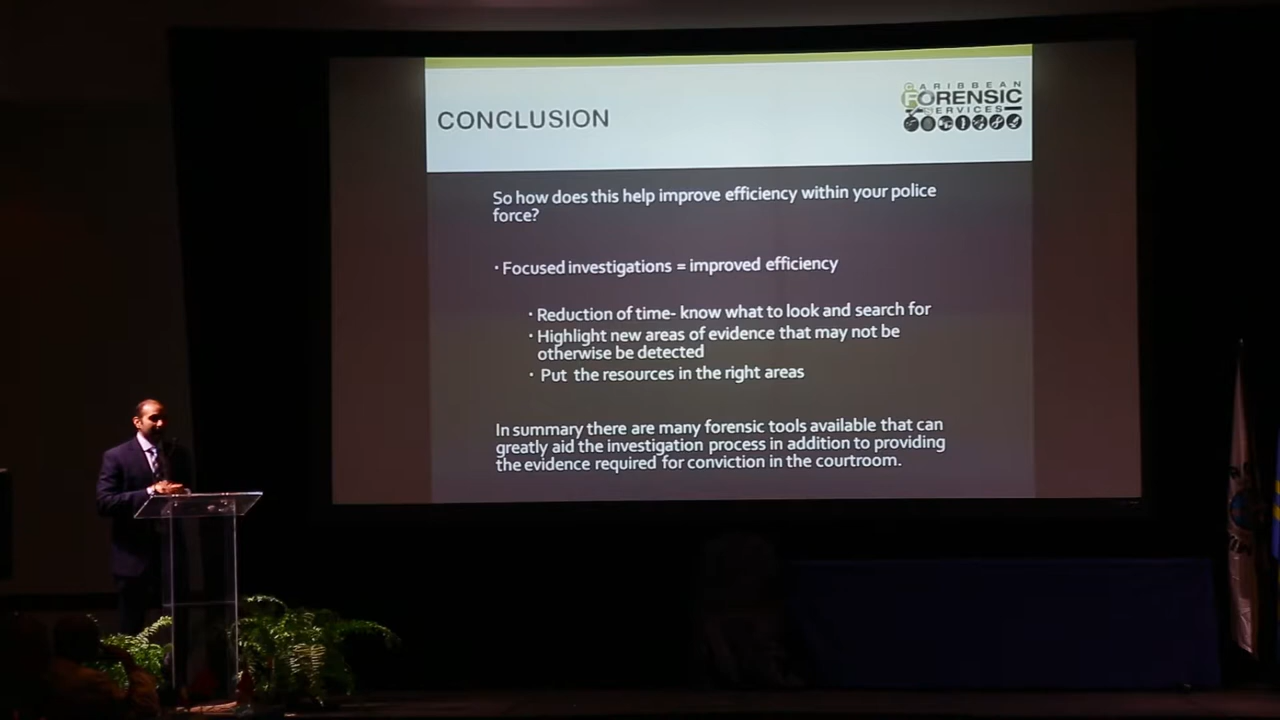 CONCLUSION
CARIBBEAN
FORENSIC
SERVICES
So how does this help improve efficiency within your police
force?
· Focused investigations = improved efficiency
· Reduction of time- know what to look and search for
· Highlight new areas of evidence that may not be
otherwise be detected
· Put the resources in the right areas
In summary there are many forensic tools available that can
greatly aid the investigation process in addition to providing
the evidence required for conviction in the courtroom.